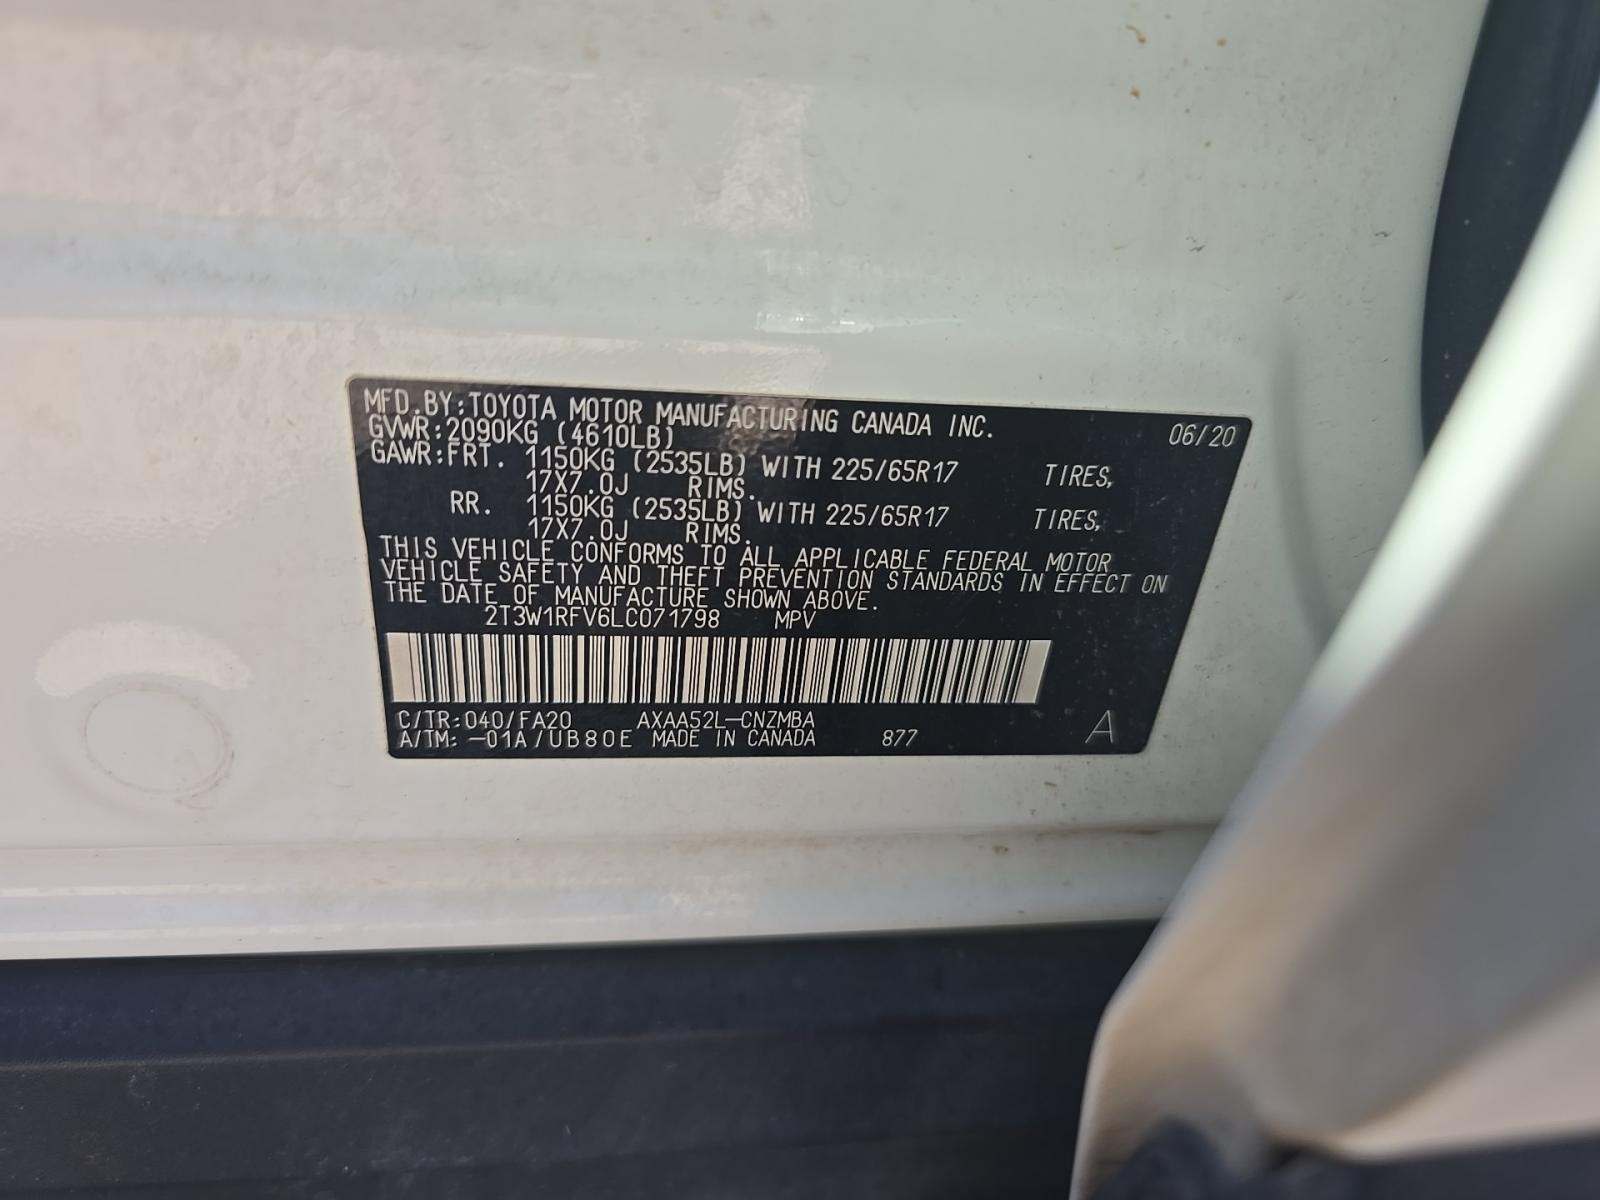 MFD.BY:TOYOTA MOTOR MANUFACTURING CANADA INC. 06/20
GVWR:2090KG (4610LB)
GAWR:FRT. 1150KG (2535LB) WITH 225/65R17 TIRES,
17X7.0J RIMS.
RR. 1150KG (2535LB) WITH 225/65R17 TIRES,
17X7.0J RIMS.
THIS VEHICLE CONFORMS TO ALL APPLICABLE FEDERAL MOTOR
VEHICLE SAFETY AND THEFT PREVENTION STANDARDS IN EFFECT ON
THE DATE OF MANUFACTURE SHOWN ABOVE.
2T3W1RFV6LC071798 MPV
C/TR:040/FA20 AXAA52L-CNZMBA
A/TM:-01A/UB80E MADE IN CANADA 877 A